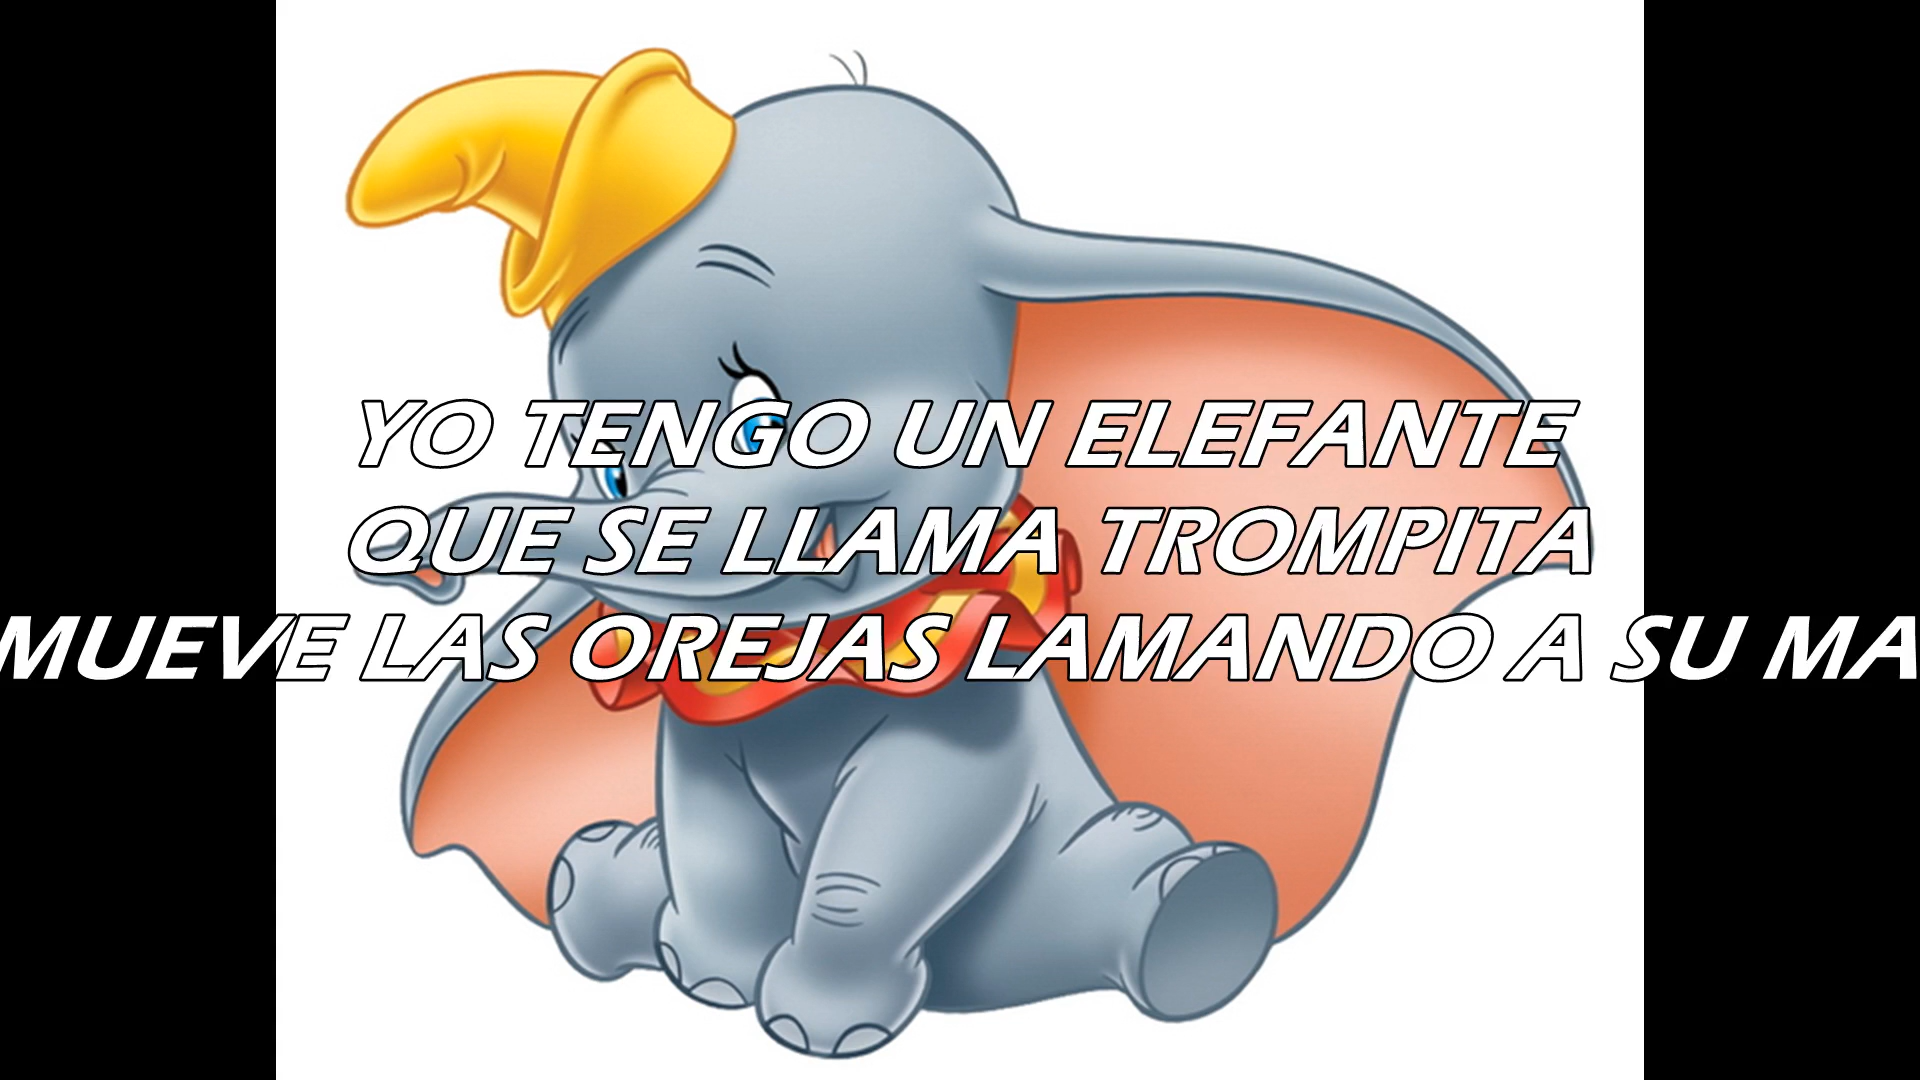 YO TENGO UN ELEFANTE
QUE SE LLAMA TROMPITA
MUEVE LAS OREJAS LAMANDO A SU MA